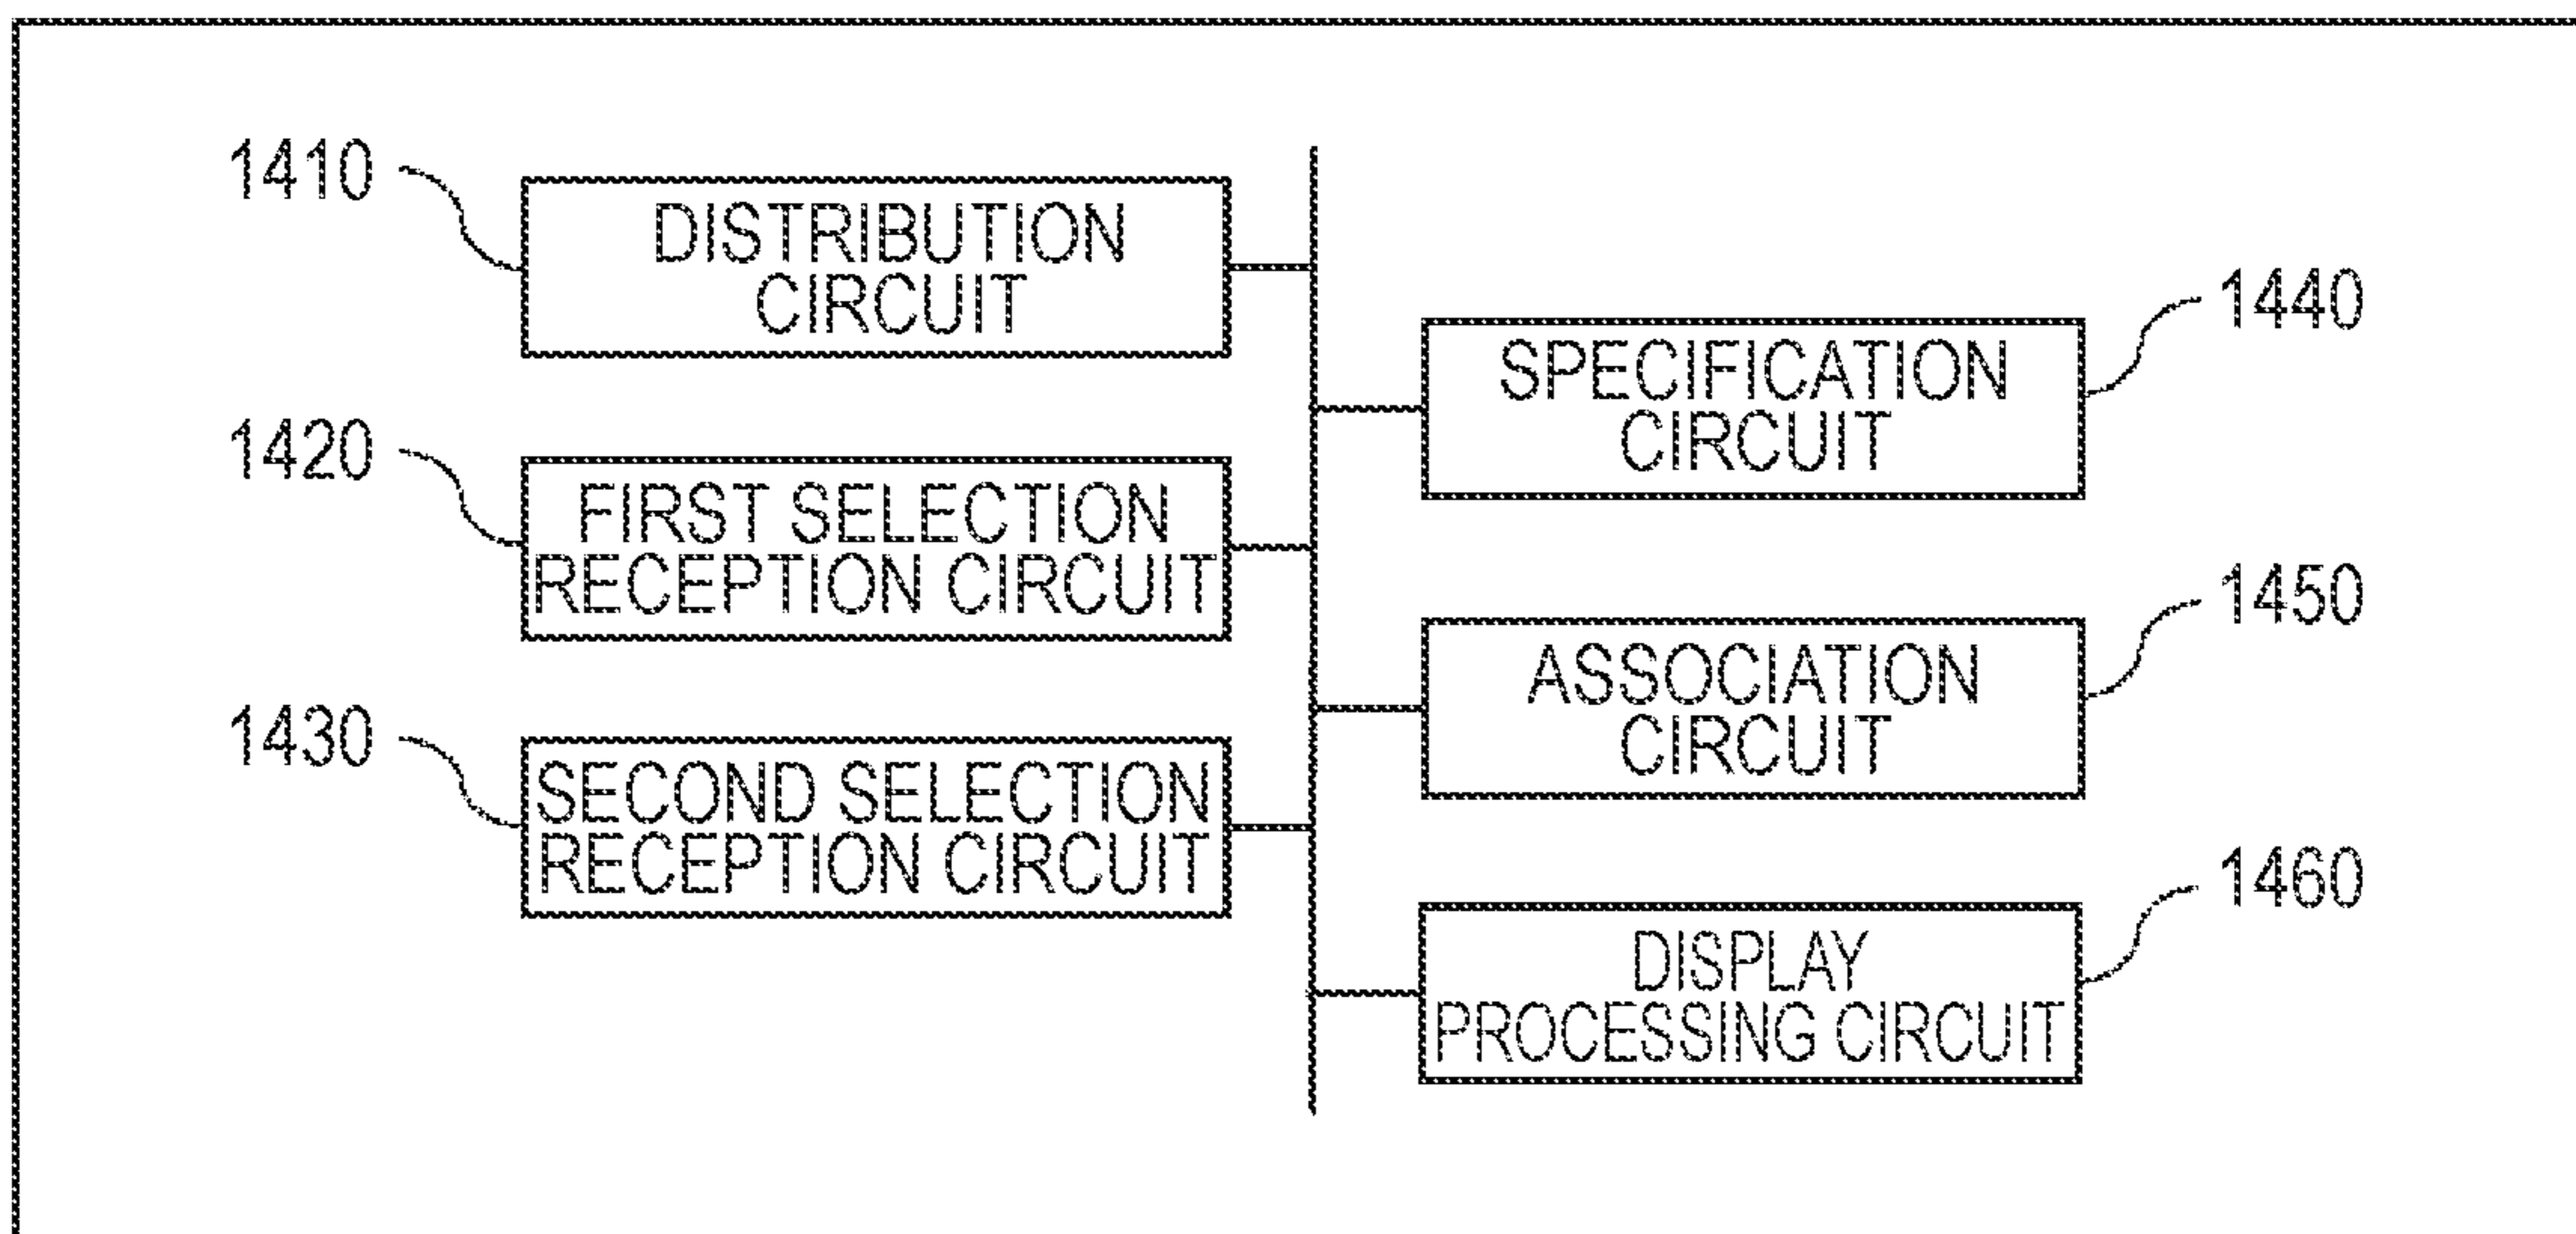 1410
DISTRIBUTION
CIRCUIT
1420
FIRST SELECTION
RECEPTION CIRCUIT
1430
SECOND SELECTION
RECEPTION CIRCUIT
1440
SPECIFICATION
CIRCUIT
1450
ASSOCIATION
CIRCUIT
1460
DISPLAY
PROCESSING CIRCUIT